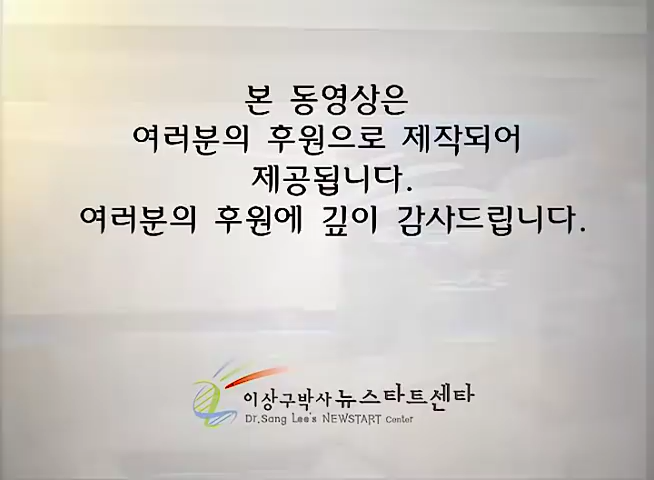 본 동영상은
여러분의 후원으로 제작되어
제공됩니다.
여러분의 후원에 깊이 감사드립니다.
이상구박사 뉴스타트센타
Dr.Sang Lee's NEWSTART Center